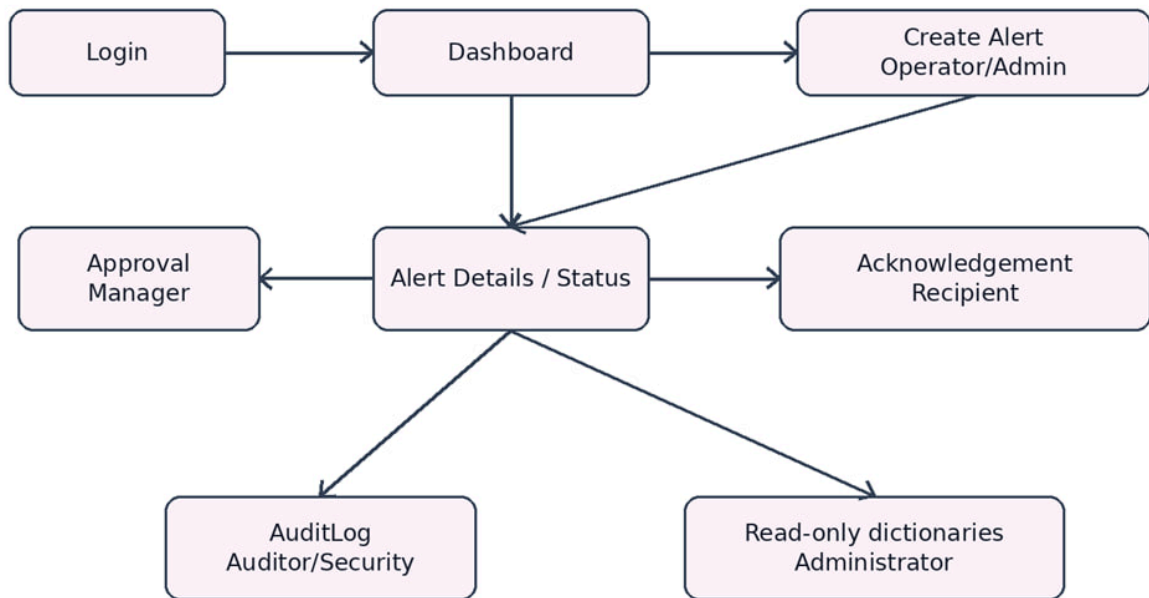 Login
Dashboard
Create Alert
Operator/Admin
Approval
Manager
Alert Details / Status
Acknowledgement
Recipient
AuditLog
Auditor/Security
Read-only dictionaries
Administrator